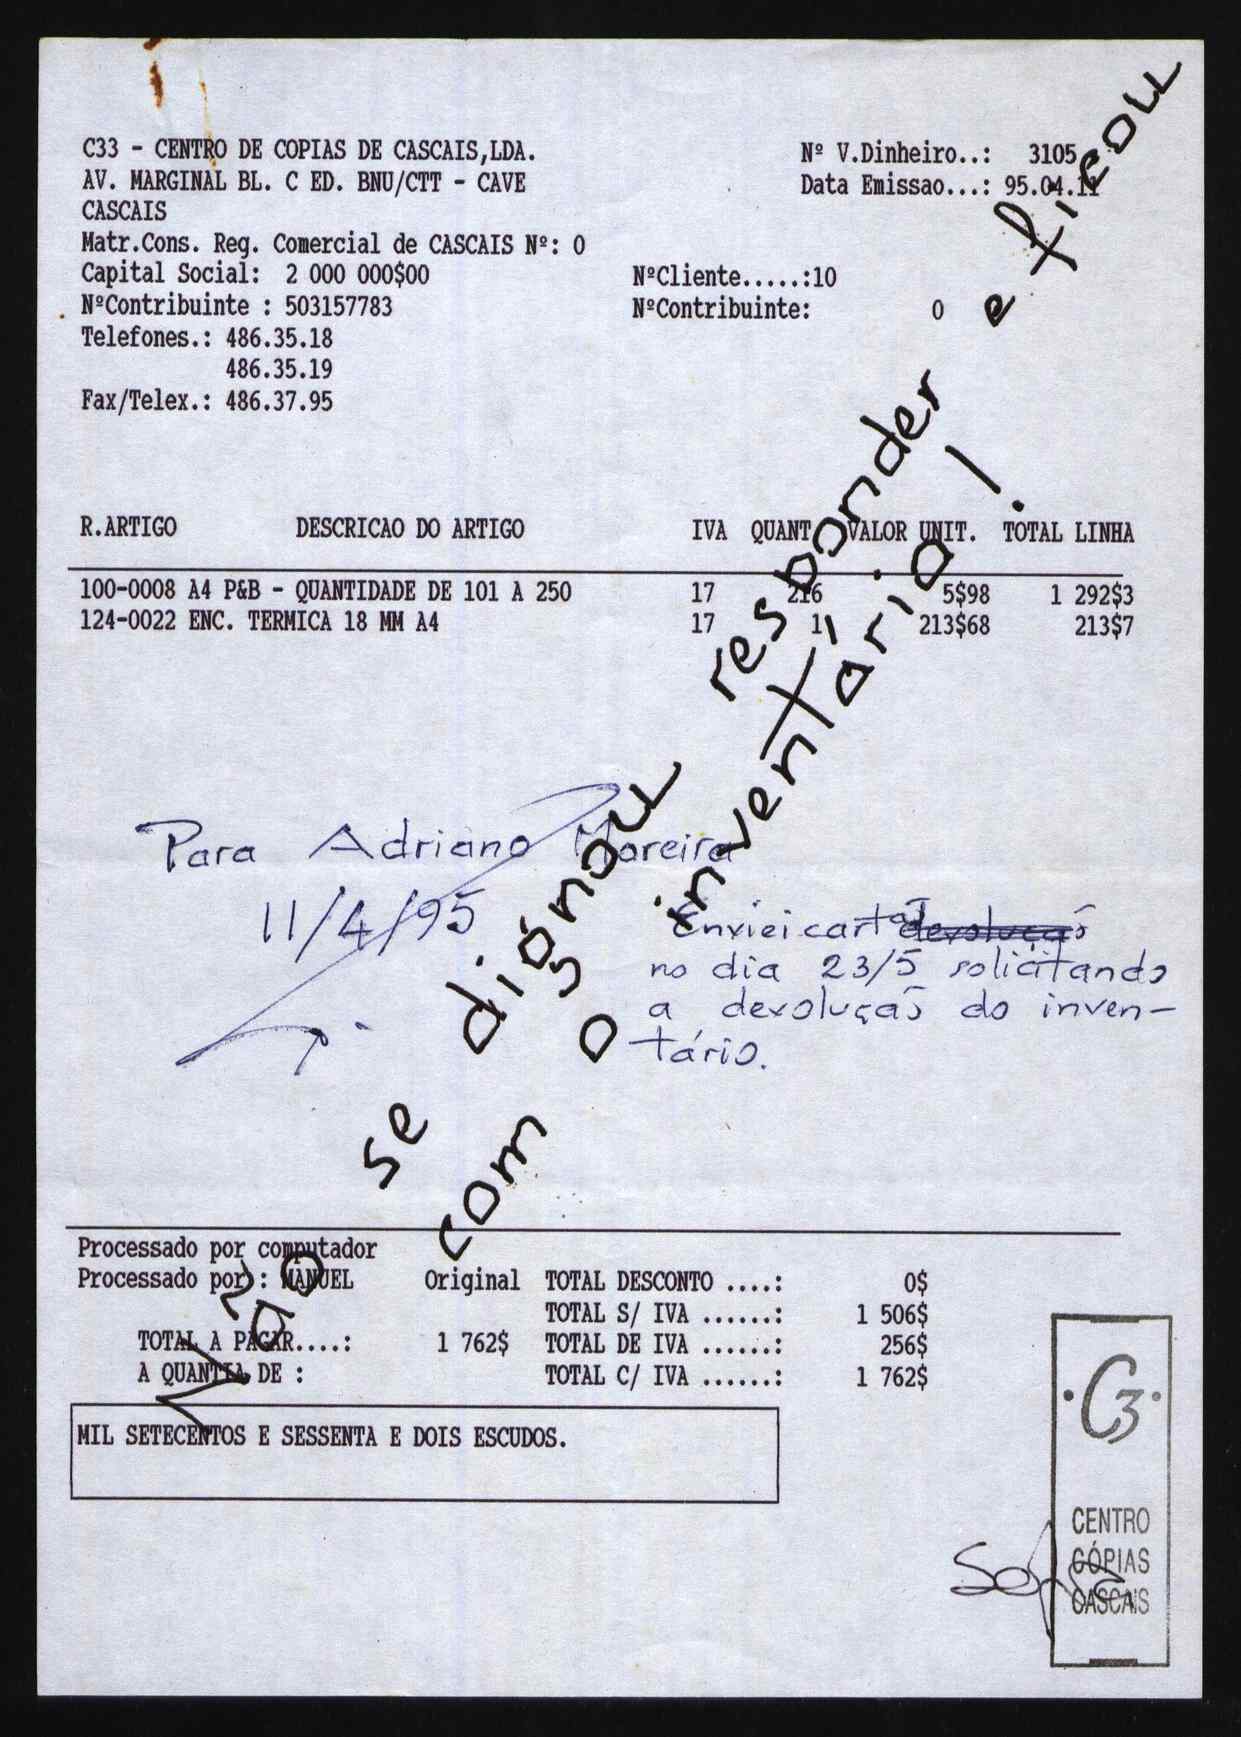 C33 - CENTRO DE COPIAS DE CASCAIS,LDA.
AV. MARGINAL BL. C ED. BNU/CTT - CAVE
CASCAIS
Matr.Cons. Reg. Comercial de CASCAIS Nº: 0
Capital Social: 2 000 000$00
NºContribuinte : 503157783
Telefones.: 486.35.18
486.35.19
Fax/Telex.: 486.37.95
Nº V.Dinheiro..: 3105
Data Emissao...: 95.04.11
NºCliente.....:10
NºContribuinte: 0
R.ARTIGO DESCRICAO DO ARTIGO IVA QUANT. VALOR UNIT. TOTAL LINHA
100-0008 A4 P&B - QUANTIDADE DE 101 A 250 17 216 5$98 1 292$3
124-0022 ENC. TERMICA 18 MM A4 17 1 213$68 213$7
Para Adriano Moreira
11/4/95
Enviei carta
no dia 23/5 solicitando
a devolução do inven-
tário.
Não se dignou responder e ficou
com o inventário!
Processado por computador
Processado por : MANUEL Original TOTAL DESCONTO ....: 0$
TOTAL S/ IVA ......: 1 506$
TOTAL A PAGAR....: 1 762$ TOTAL DE IVA ......: 256$
A QUANTIA DE : TOTAL C/ IVA ......: 1 762$
MIL SETECENTOS E SESSENTA E DOIS ESCUDOS.
C3
CENTRO
CÓPIAS
CASCAIS